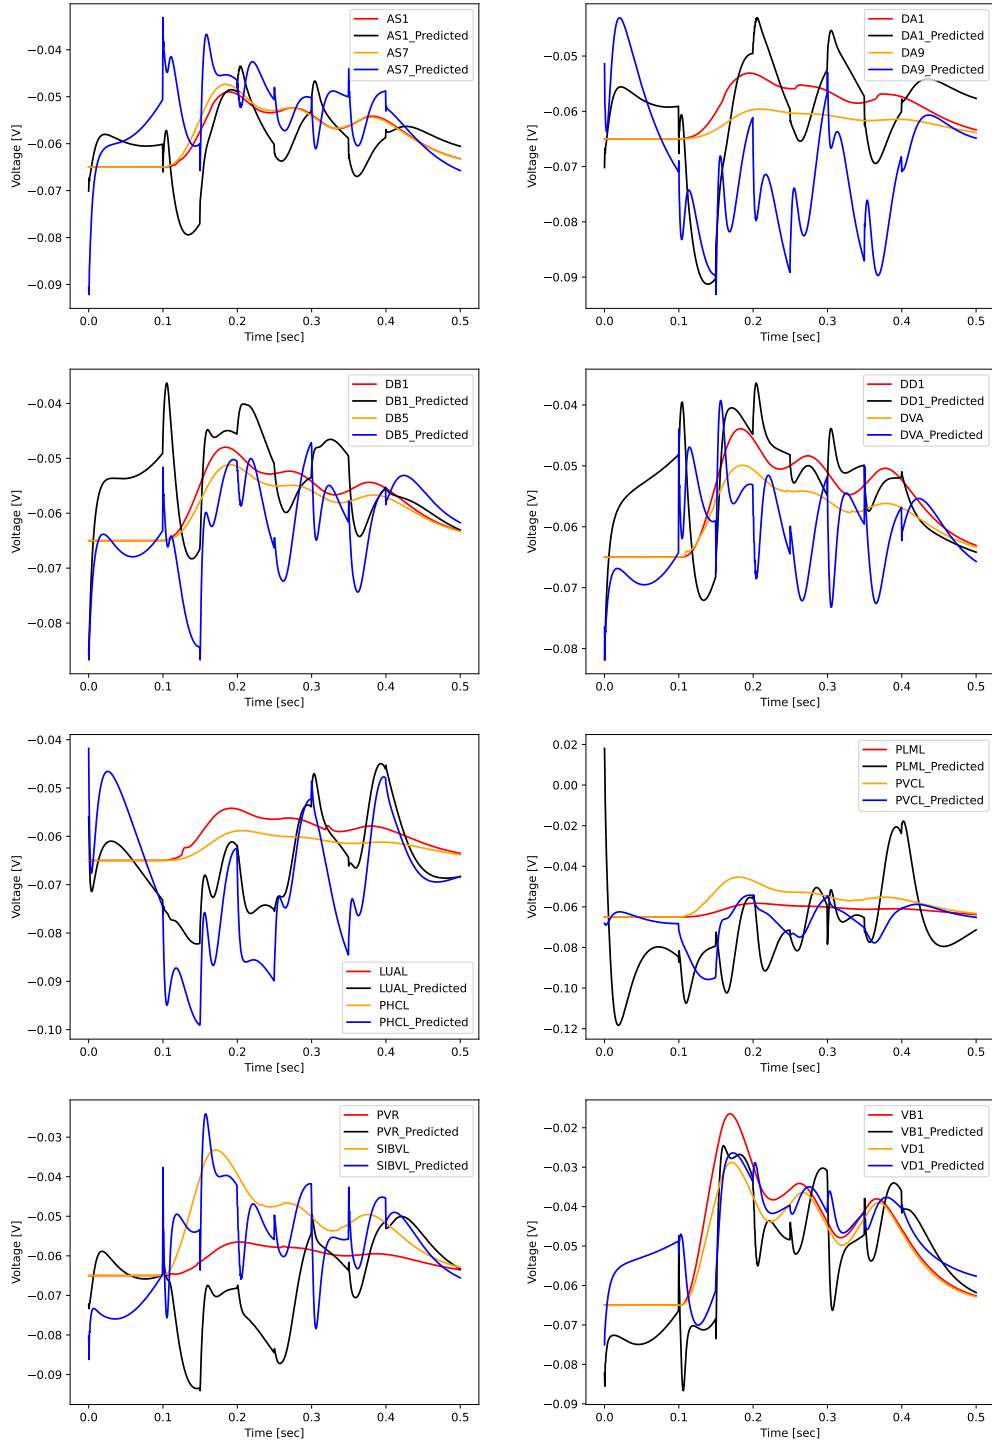 AS1
AS1_Predicted
AS7
AS7_Predicted
Voltage [V]
−0.04
−0.05
−0.06
−0.07
−0.08
−0.09
0.0 0.1 0.2 0.3 0.4 0.5
Time [sec]
DA1
DA1_Predicted
DA9
DA9_Predicted
Voltage [V]
−0.05
−0.06
−0.07
−0.08
−0.09
0.0 0.1 0.2 0.3 0.4 0.5
Time [sec]
DB1
DB1_Predicted
DB5
DB5_Predicted
Voltage [V]
−0.04
−0.05
−0.06
−0.07
−0.08
0.0 0.1 0.2 0.3 0.4 0.5
Time [sec]
DD1
DD1_Predicted
DVA
DVA_Predicted
Voltage [V]
−0.04
−0.05
−0.06
−0.07
−0.08
0.0 0.1 0.2 0.3 0.4 0.5
Time [sec]
Voltage [V]
−0.04
−0.05
−0.06
−0.07
−0.08
−0.09
−0.10
LUAL
LUAL_Predicted
PHCL
PHCL_Predicted
0.0 0.1 0.2 0.3 0.4 0.5
Time [sec]
PLML
PLML_Predicted
PVCL
PVCL_Predicted
Voltage [V]
0.02
0.00
−0.02
−0.04
−0.06
−0.08
−0.10
−0.12
0.0 0.1 0.2 0.3 0.4 0.5
Time [sec]
PVR
PVR_Predicted
SIBVL
SIBVL_Predicted
Voltage [V]
−0.03
−0.04
−0.05
−0.06
−0.07
−0.08
−0.09
0.0 0.1 0.2 0.3 0.4 0.5
Time [sec]
VB1
VB1_Predicted
VD1
VD1_Predicted
Voltage [V]
−0.02
−0.03
−0.04
−0.05
−0.06
−0.07
−0.08
−0.09
0.0 0.1 0.2 0.3 0.4 0.5
Time [sec]